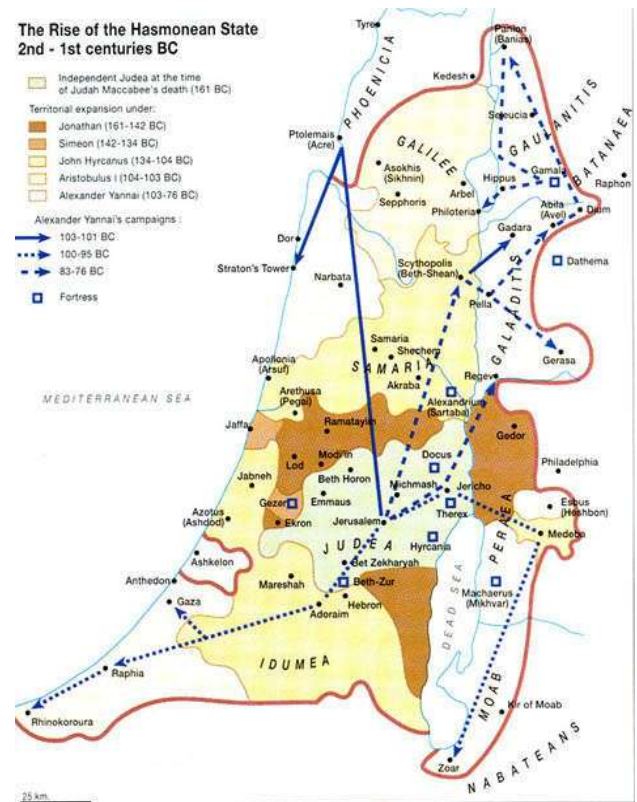 The Rise of the Hasmonean State
2nd - 1st centuries BC
Independent Judea at the time
of Judah Maccabee's death (161 BC)
Territorial expansion under:
Jonathan (161-142 BC)
Simeon (142-134 BC)
John Hyrcanus (134-104 BC)
Aristobulus I (104-103 BC)
Alexander Yannai (103-76 BC)
Alexander Yannai's campaigns :
103-101 BC
100-95 BC
83-76 BC
Fortress
Tyre
PHOENICIA
Panion
(Banias)
Kedesh
Seleucia
GAULANITIS
BATANAEA
Ptolemais
(Acre)
GALILEE
Asokhis
(Sikhnin)
Sepphoris
Arbel
Hippus
Gamala
Raphon
Philoteria
Abila
(Avel)
Dium
Gadara
Dathema
Dor
Straton's Tower
Narbata
Scythopolis
(Beth-Shean)
Pella
GALAADITIS
Gerasa
Samaria
Shechem
SAMARIA
Akraba
Regev
Apollonia
(Arsuf)
MEDITERRANEAN SEA
Arethusa
(Pegai)
Alexandrium
(Sartaba)
Jaffa
Ramatayim
Gedor
Lod
Modi'in
Beth Horon
Docus
Philadelphia
Jabneh
Michmash
Jericho
Gezer
Emmaus
Therex
Esbus
(Heshbon)
Azotus
(Ashdod)
Ekron
Jerusalem
PERAEA
Medeba
JUDEA
Hyrcania
Ashkelon
Bet Zekharyah
Anthedon
Mareshah
Beth-Zur
Machaerus
(Mikhvar)
Gaza
Adoraim
Hebron
DEAD SEA
IDUMEA
Raphia
MOAB
Kir of Moab
Rhinokoroura
Zoar
NABATEANS
25 km.